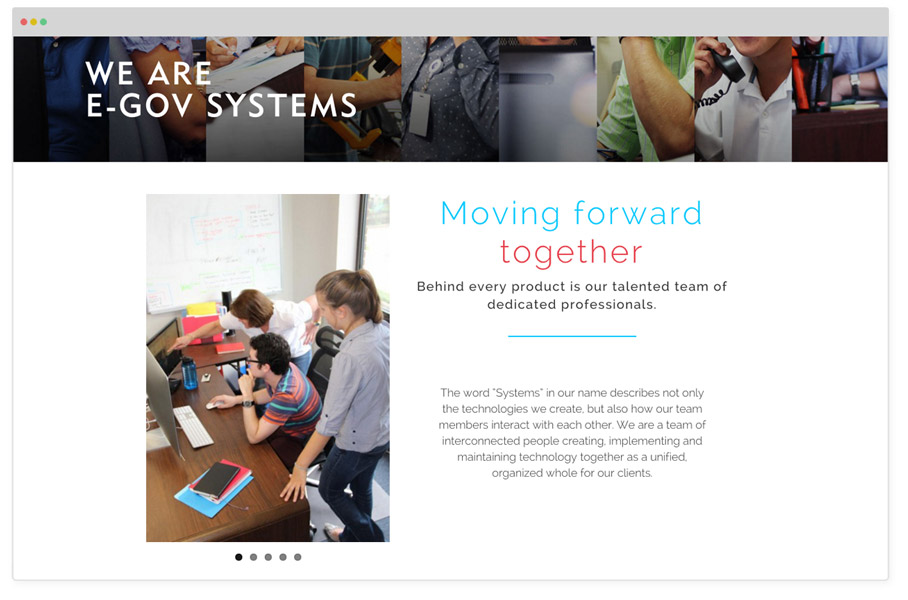 WE ARE
E-GOV SYSTEMS
Moving forward
together
Behind every product is our talented team of
dedicated professionals.
The word "Systems" in our name describes not only
the technologies we create, but also how our team
members interact with each other. We are a team of
interconnected people creating, implementing and
maintaining technology together as a unified,
organized whole for our clients.